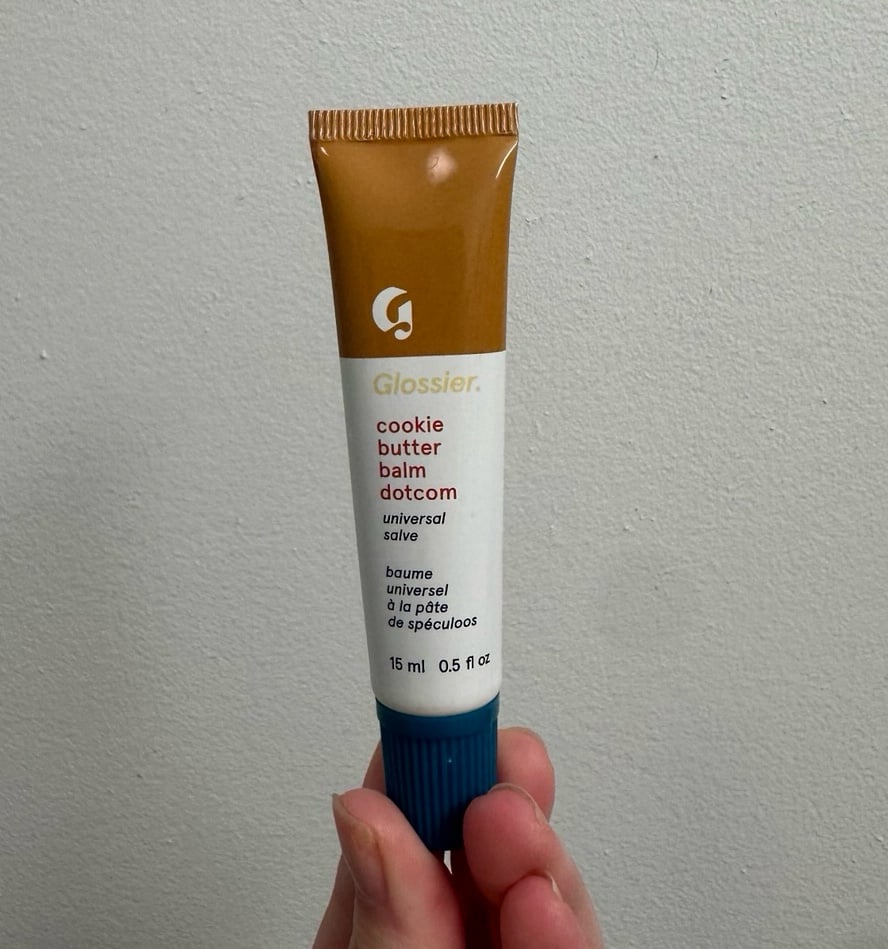 G
Glossier.
cookie
butter
balm
dotcom
universal
salve
baume
universel
à la pâte
de spéculoos
15 ml 0.5 fl oz